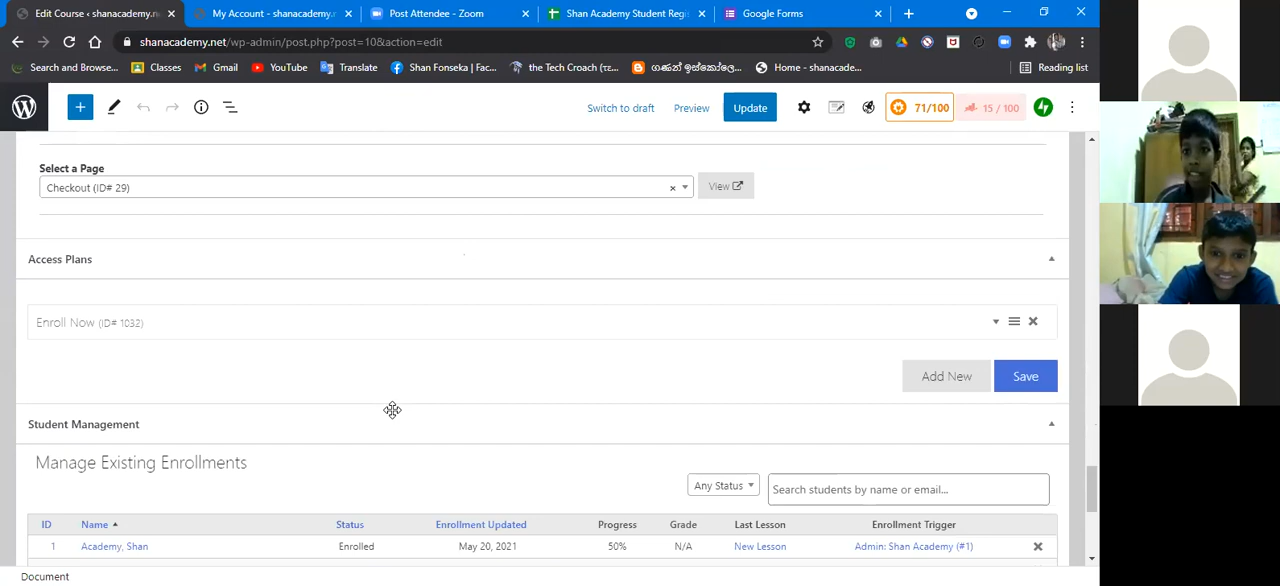 Edit Course ‹ shanacademy.ne
My Account - shanacademy.r
Post Attendee - Zoom
Shan Academy Student Regi
Google Forms
shanacademy.net/wp-admin/post.php?post=10&action=edit
Search and Browse...
Classes
Gmail
YouTube
Translate
Shan Fonseka | Fac...
Home - shanacade...
Reading list
Switch to draft
Preview
Update
71/100
15 / 100
Select a Page
Checkout (ID# 29)
View
Access Plans
Enroll Now (ID# 1032)
Add New
Save
Student Management
Manage Existing Enrollments
Any Status
Search students by name or email...
ID
Name
Status
Enrollment Updated
Progress
Grade
Last Lesson
Enrollment Trigger
1
Academy, Shan
Enrolled
May 20, 2021
50%
N/A
New Lesson
Admin: Shan Academy (#1)
Document